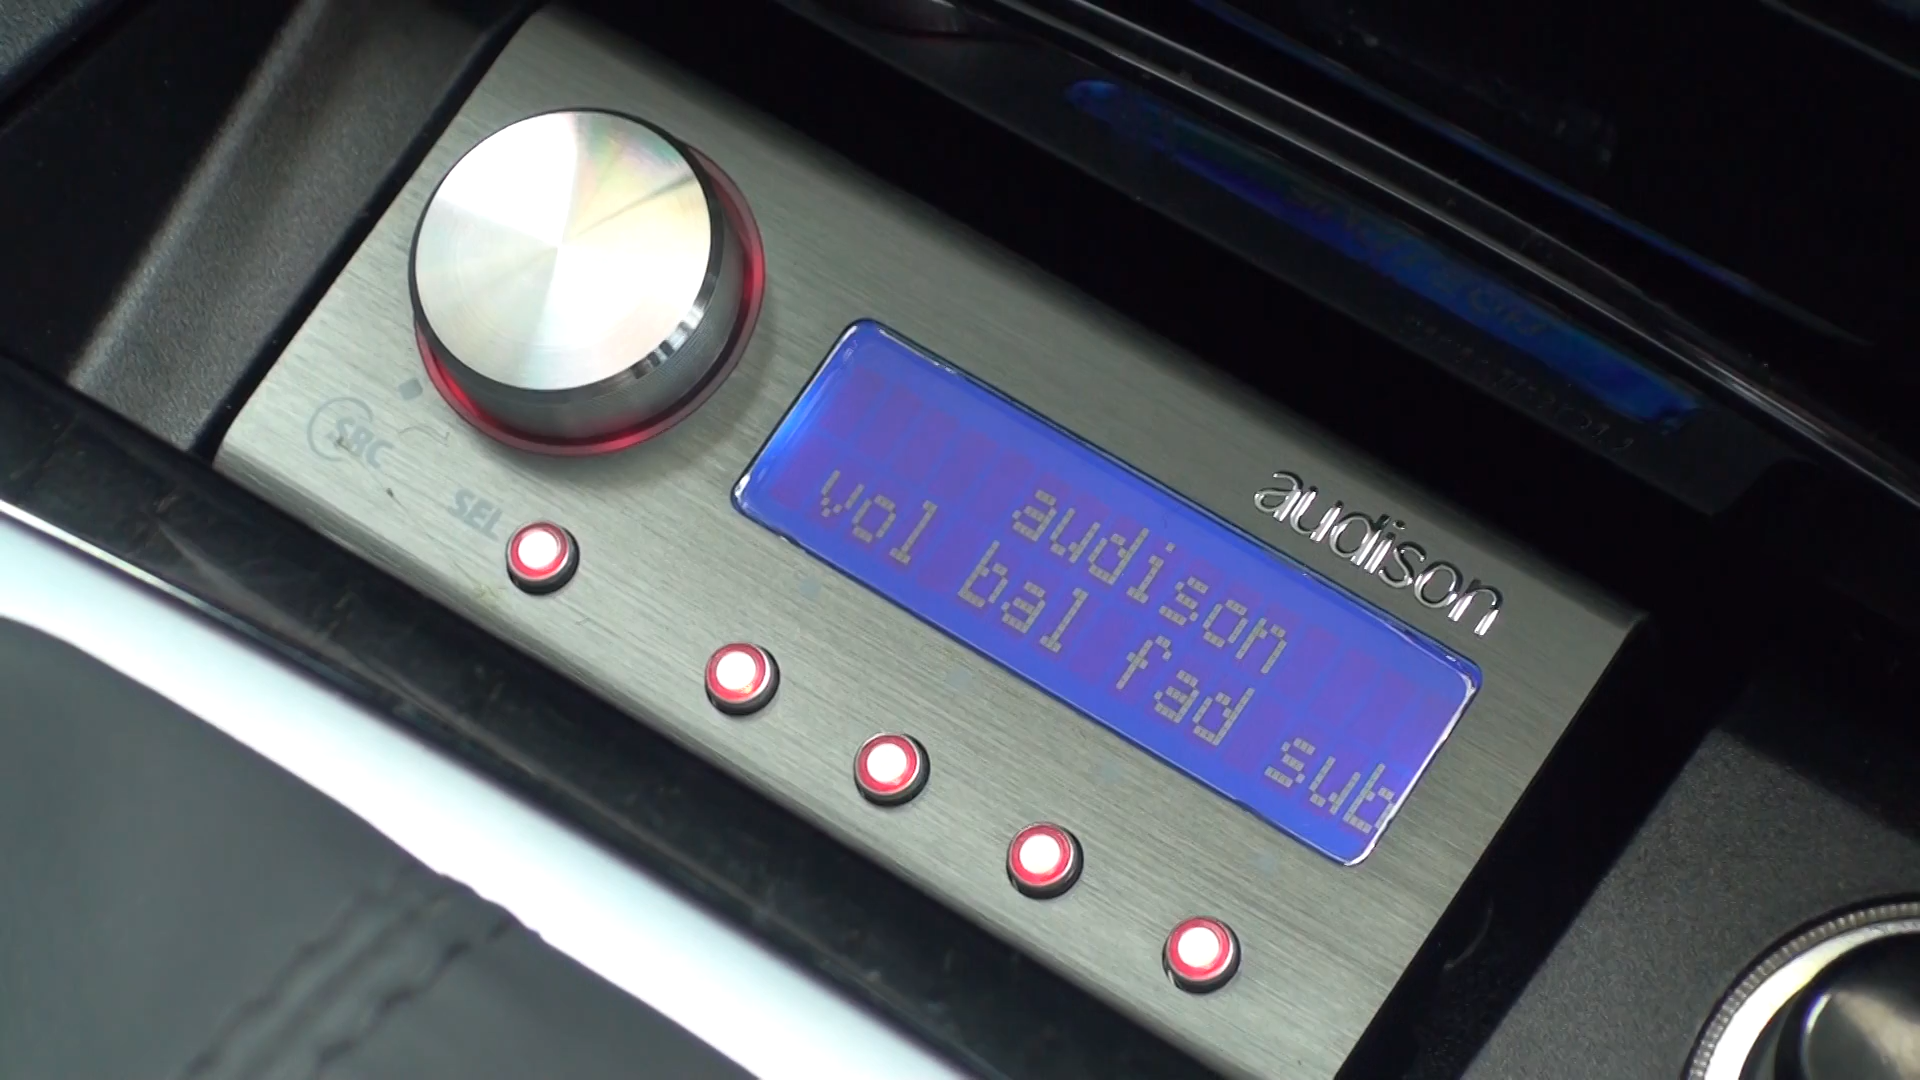 SRC
SEL
audison
vol bal fad sub
audison